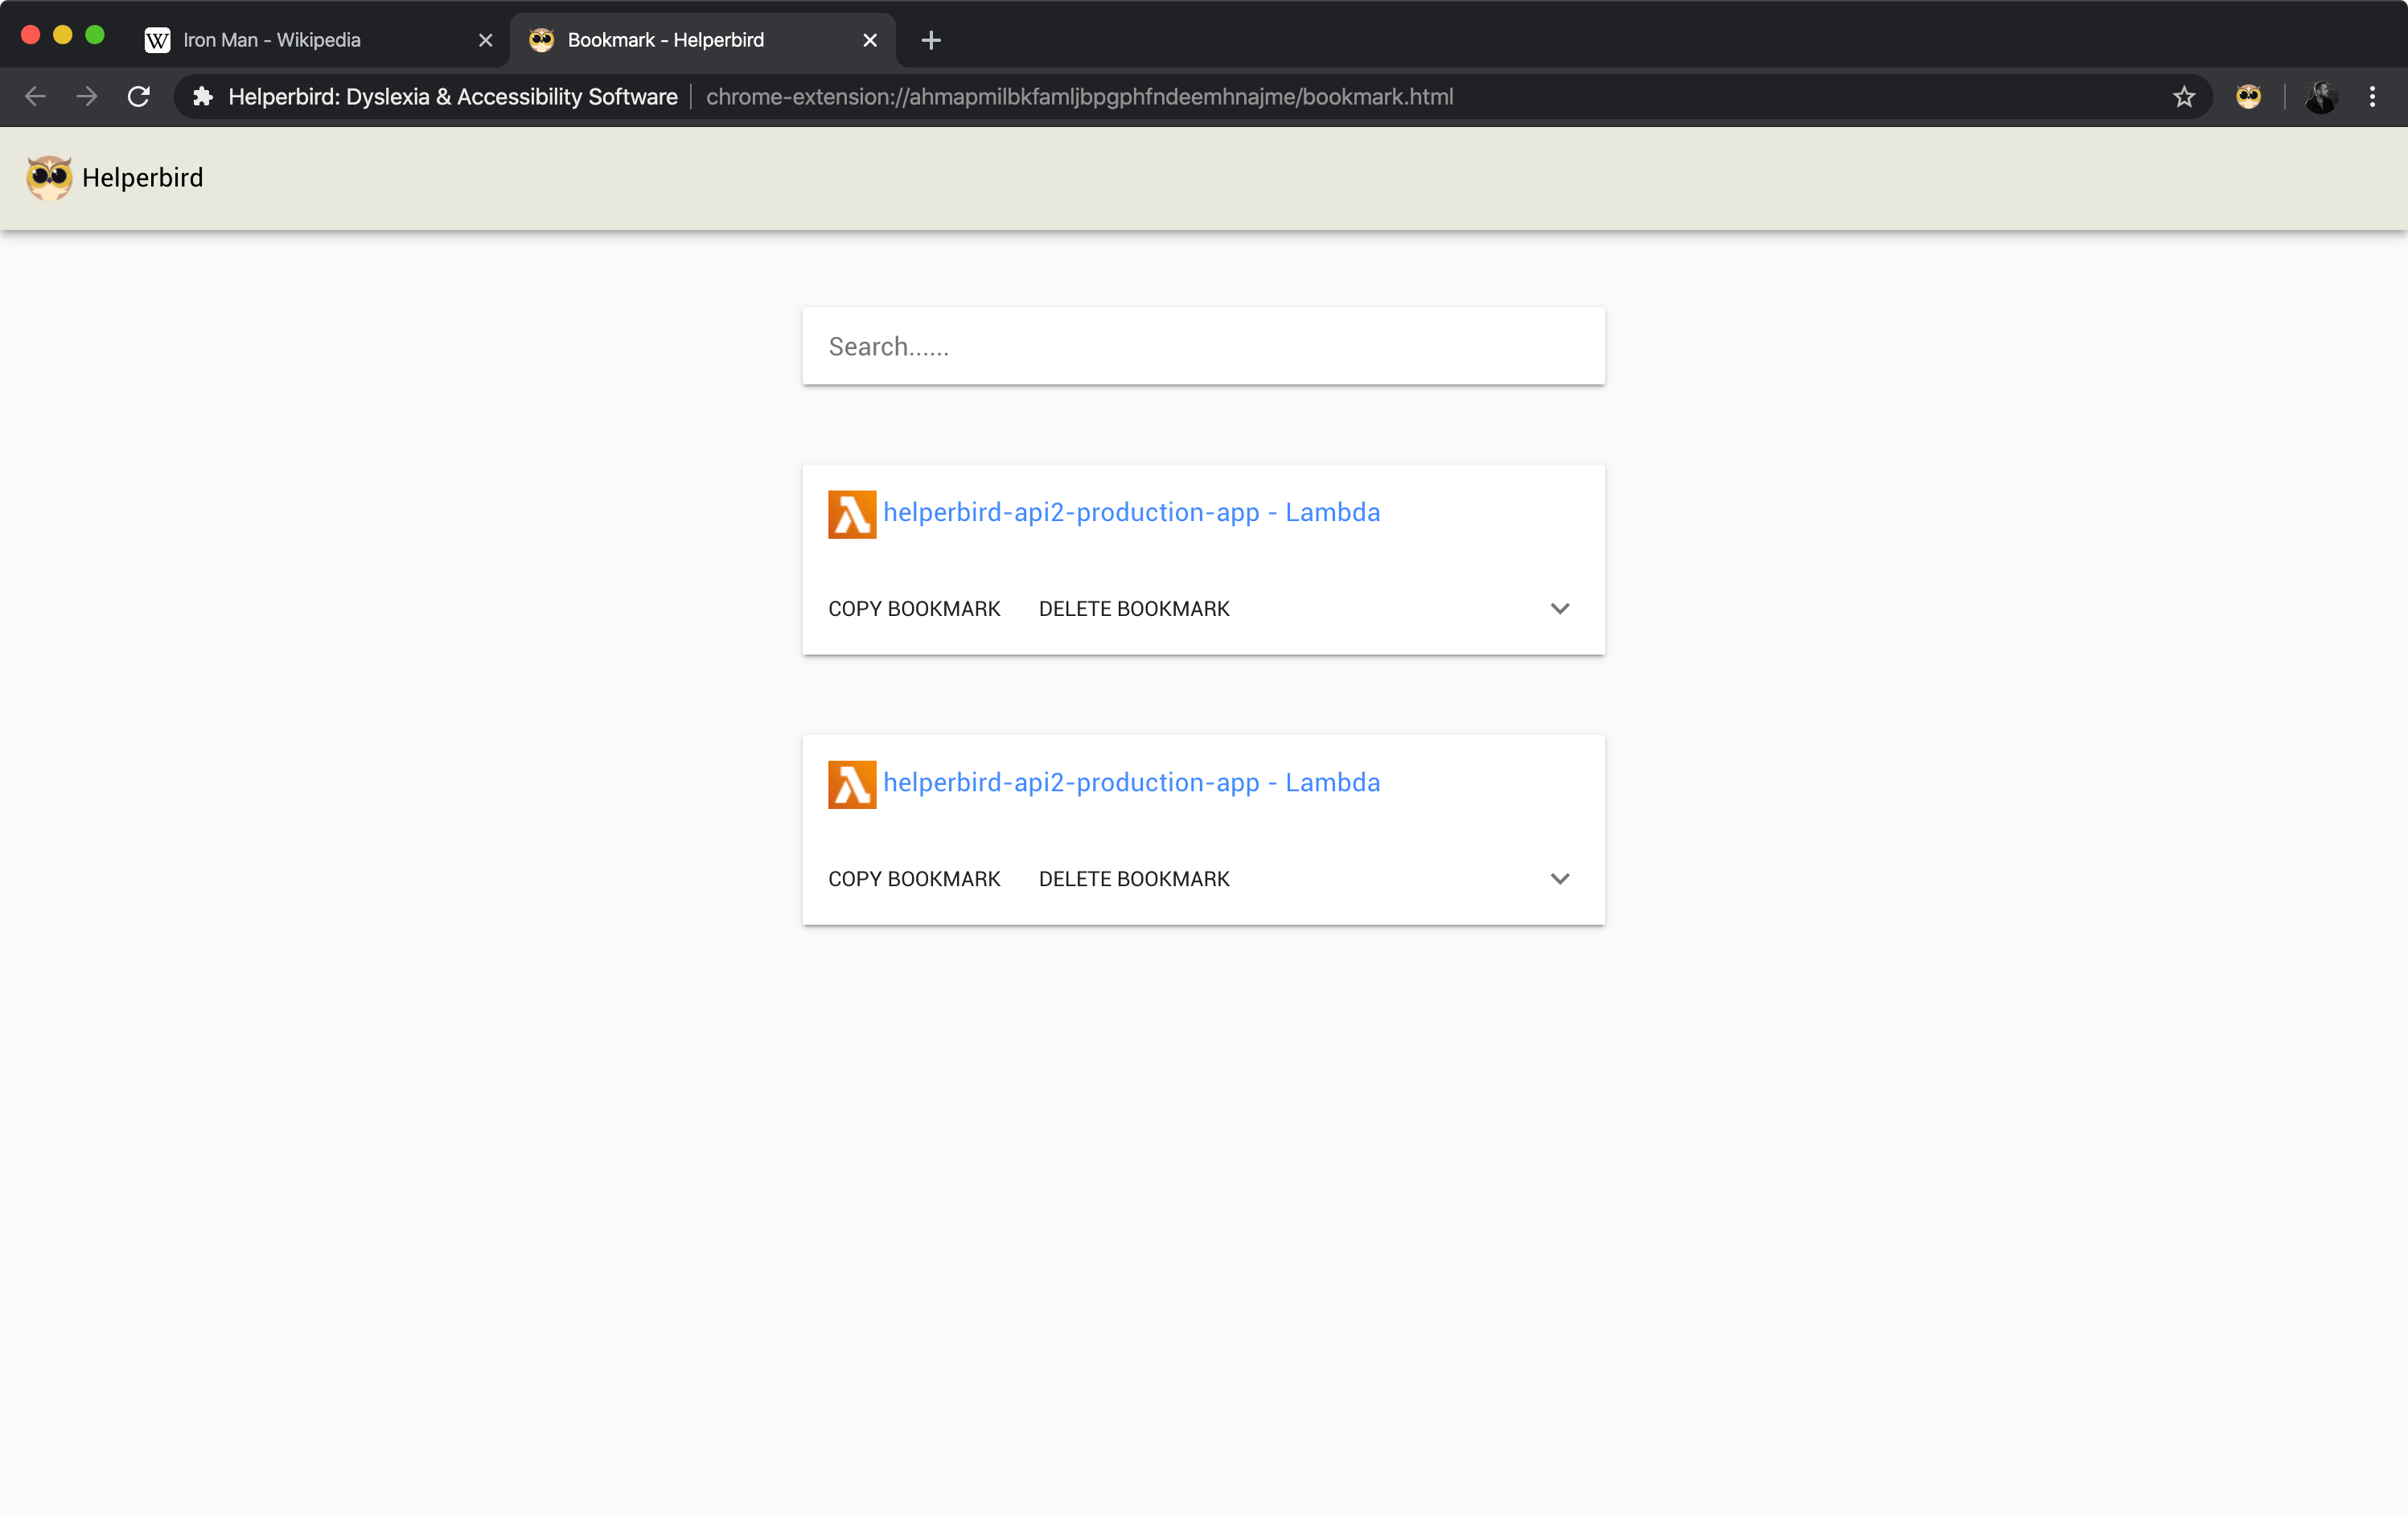 Iron Man - Wikipedia
Bookmark - Helperbird
Helperbird: Dyslexia & Accessibility Software chrome-extension://ahmapmilbkfamljbpgphfndeemhnajme/bookmark.html
Helperbird
Search......
helperbird-api2-production-app - Lambda
COPY BOOKMARK DELETE BOOKMARK
helperbird-api2-production-app - Lambda
COPY BOOKMARK DELETE BOOKMARK